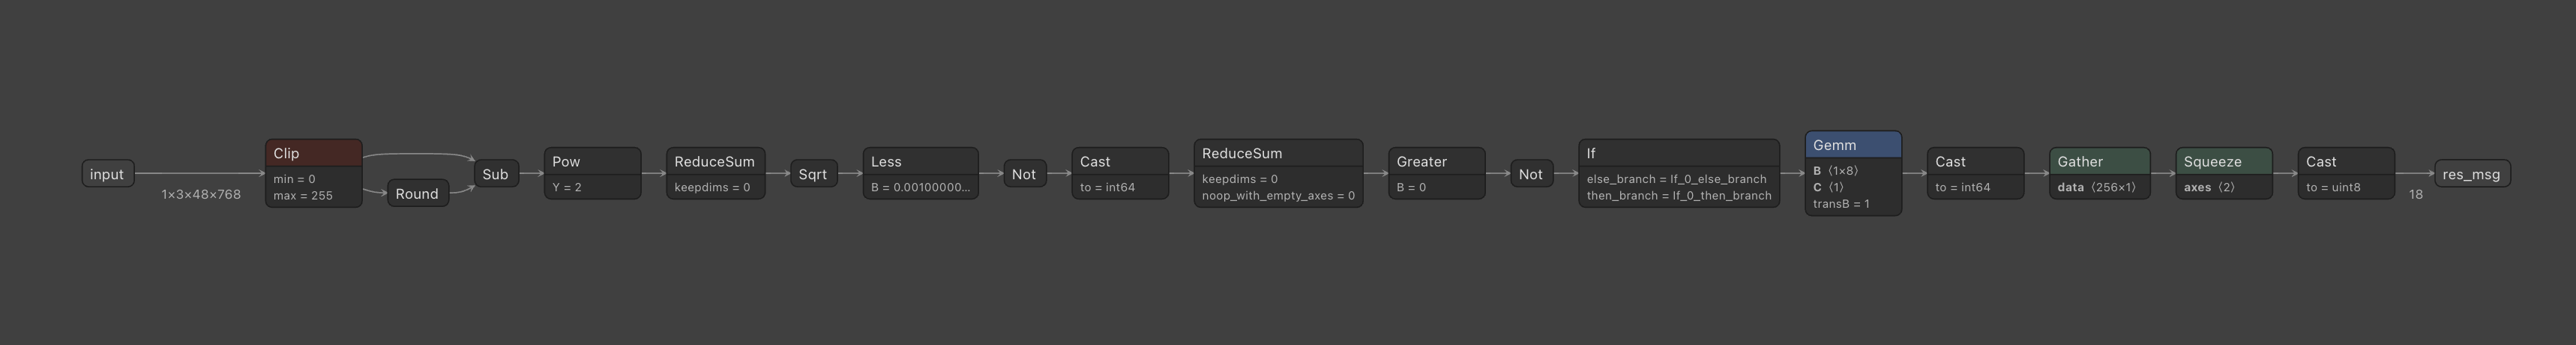 input
1×3×48×768
Clip
min = 0
max = 255
Round
Sub
Pow
Y = 2
ReduceSum
keepdims = 0
Sqrt
Less
B = 0.00100000…
Not
Cast
to = int64
ReduceSum
keepdims = 0
noop_with_empty_axes = 0
Greater
B = 0
Not
If
else_branch = If_0_else_branch
then_branch = If_0_then_branch
Gemm
B ⟨1×8⟩
C ⟨1⟩
transB = 1
Cast
to = int64
Gather
data ⟨256×1⟩
Squeeze
axes ⟨2⟩
Cast
to = uint8
18
res_msg